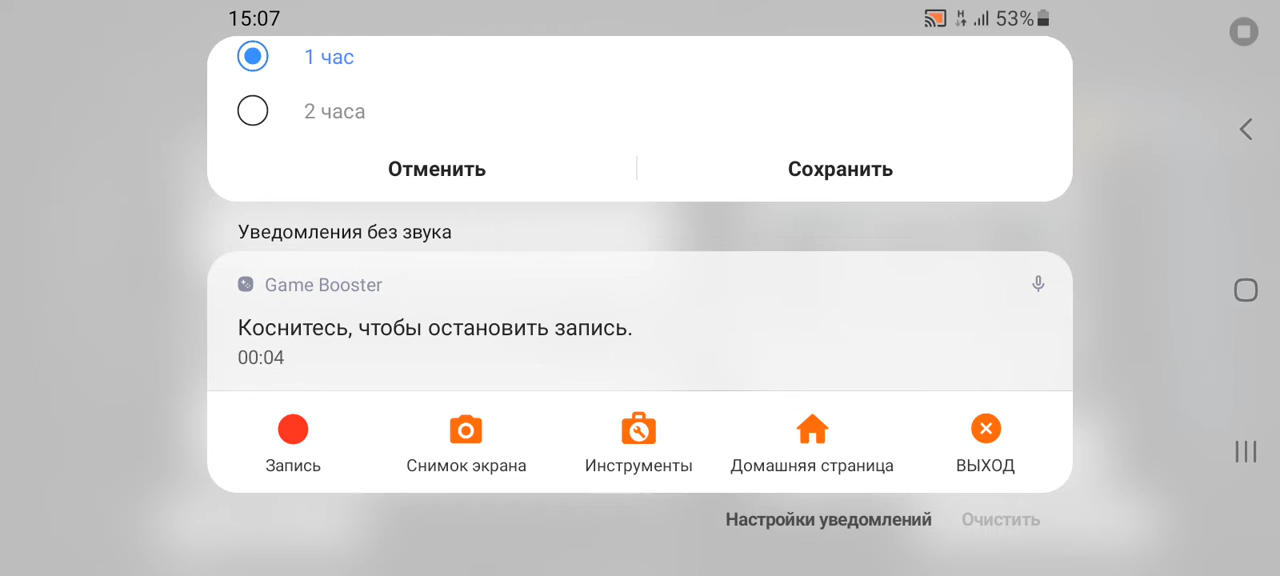 15:07
H 53%
1 час
2 часа
Отменить Сохранить
Уведомления без звука
Game Booster
Коснитесь, чтобы остановить запись.
00:04
Запись Снимок экрана Инструменты Домашняя страница ВЫХОД
Настройки уведомлений Очистить